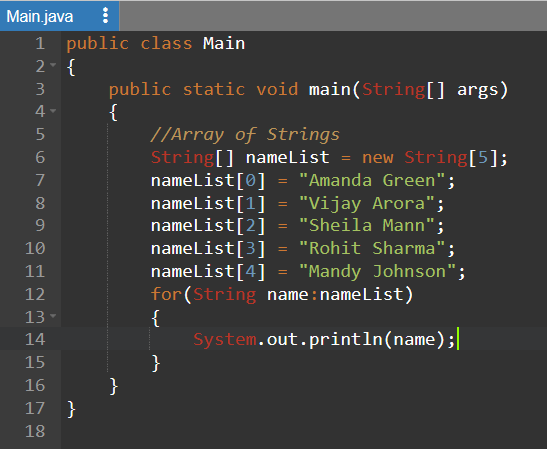 Main.java
1 public class Main
2 {
3     public static void main(String[] args)
4     {
5         //Array of Strings
6         String[] nameList = new String[5];
7         nameList[0] = "Amanda Green";
8         nameList[1] = "Vijay Arora";
9         nameList[2] = "Sheila Mann";
10         nameList[3] = "Rohit Sharma";
11         nameList[4] = "Mandy Johnson";
12         for(String name:nameList)
13         {
14             System.out.println(name);
15         }
16     }
17 }
18